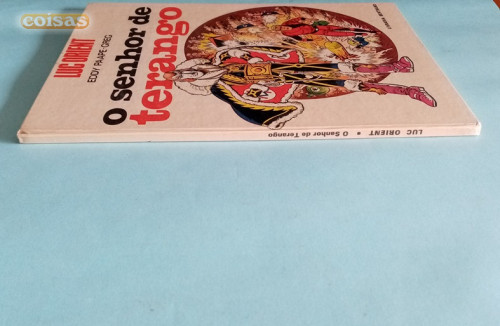 coisas
LUC ORIENT
EDDY PAAPE-GREG
o senhor de
terango
LUC ORIENT * O Senhor de Terango